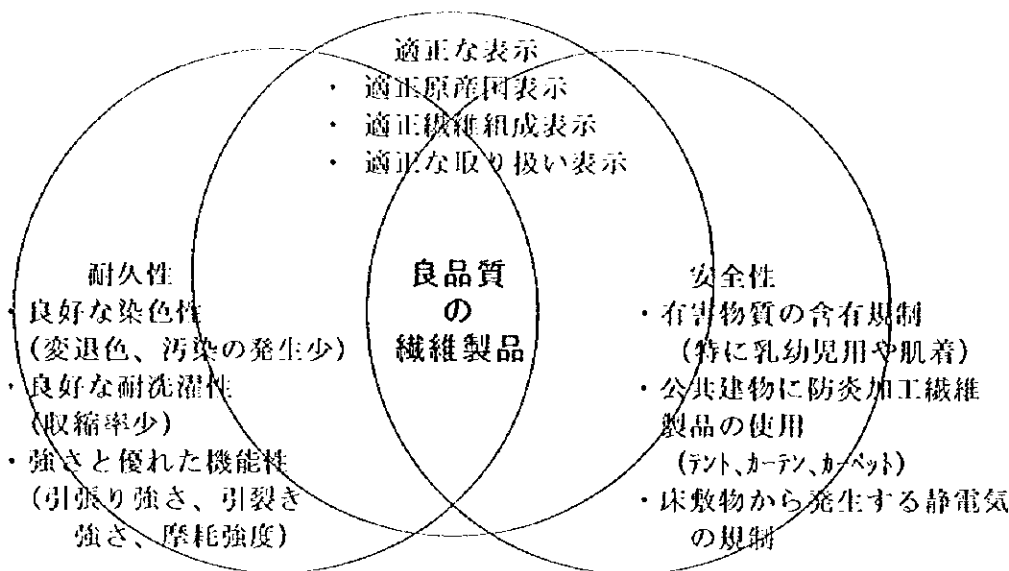 適正な表示
・ 適正原産国表示
・ 適正繊維組成表示
・ 適正な取り扱い表示
耐久性
・良好な染色性
(変退色、汚染の発生少)
・良好な耐洗濯性
(収縮率少)
・強さと優れた機能性
(引張り強さ、引裂き
強さ、摩耗強度)
良品質
の
繊維製品
安全性
・有害物質の含有規制
(特に乳幼児用や肌着)
・公共建物に防炎加工繊維
製品の使用
(テント、カーテン、カーペット)
・床敷物から発生する静電気
の規制